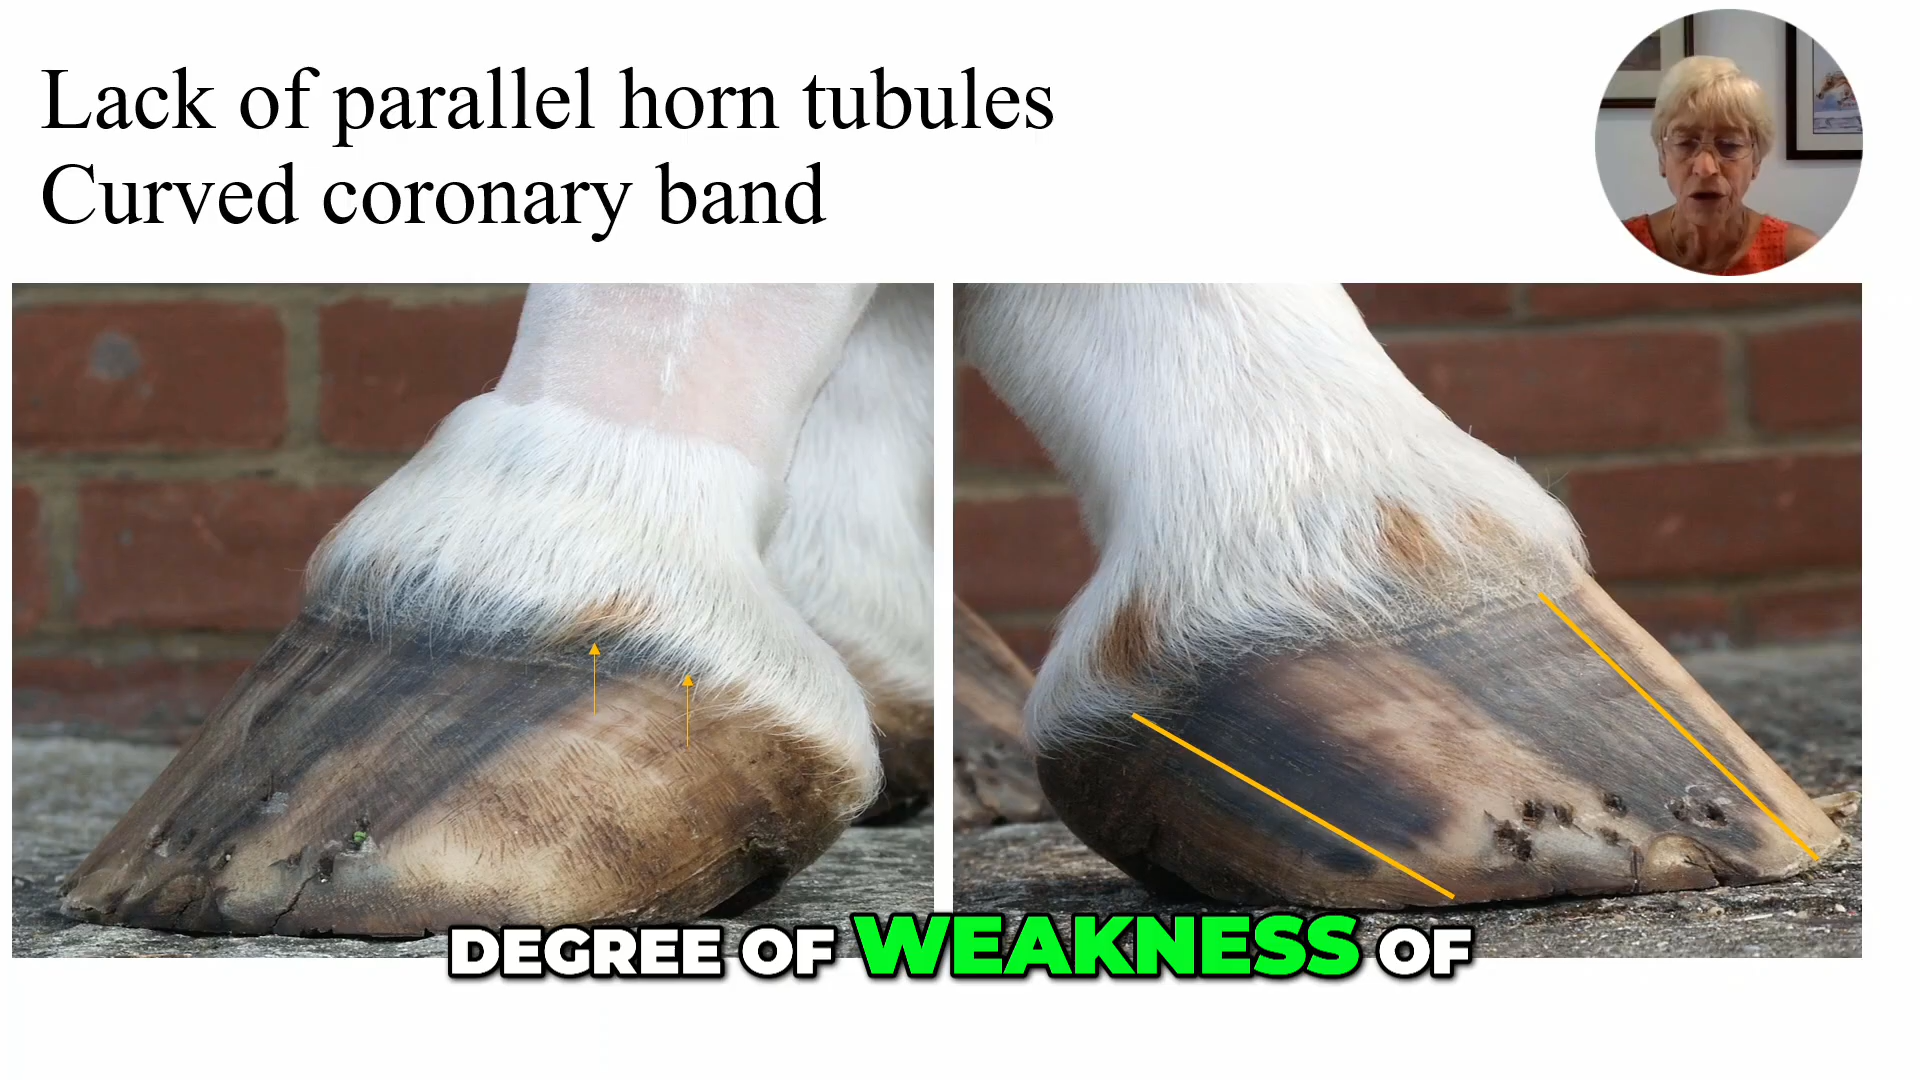 Lack of parallel horn tubules
Curved coronary band
DEGREE OF WEAKNESS OF